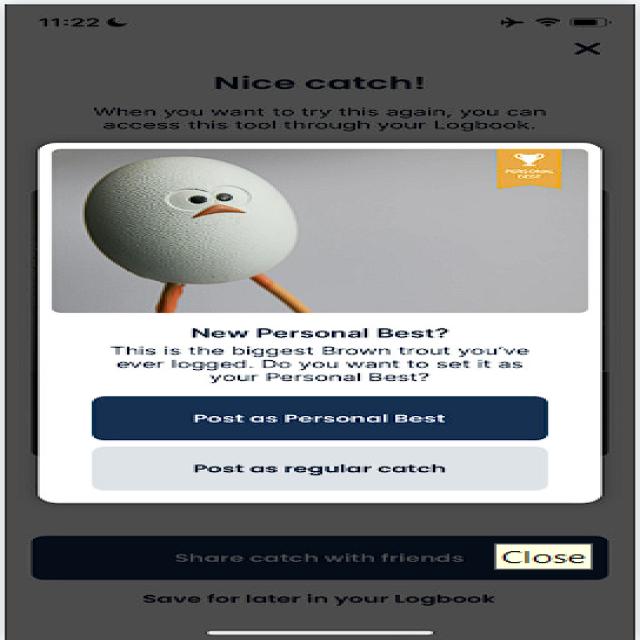 11:22
Nice catch!
When you want to try this again, you can
access this tool through your Logbook.
PERSONAL
BEST
New Personal Best?
This is the biggest Brown trout you've
ever logged. Do you want to set it as
your Personal Best?
Post as Personal Best
Post as regular catch
Share catch with friends
Close
Save for later in your Logbook